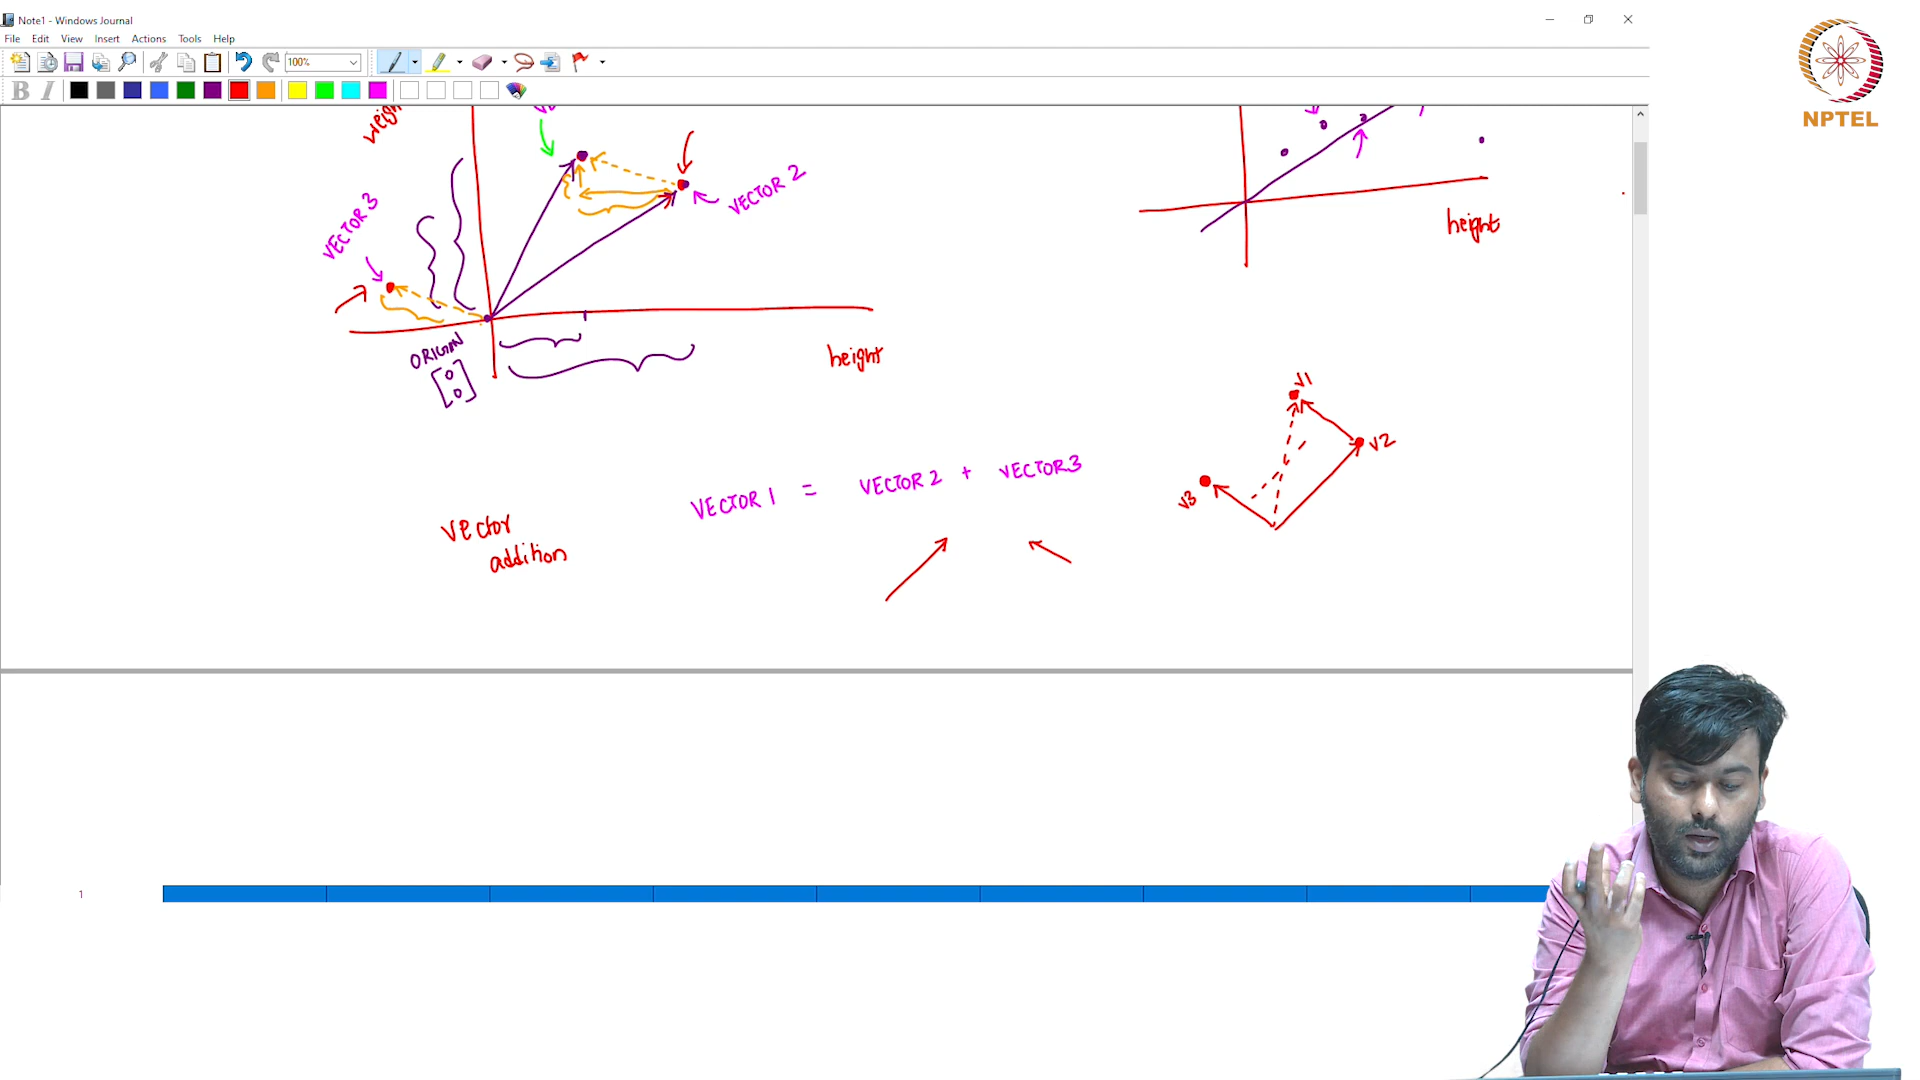 Note1 - Windows Journal
File Edit View Insert Actions Tools Help
100%
B I
NPTEL
VECTOR 2
VECTOR 3
height
ORIGIN
[0
0]
height
V1
V2
V3
VECTOR 1 = VECTOR 2 + VECTOR 3
vector
addition
1